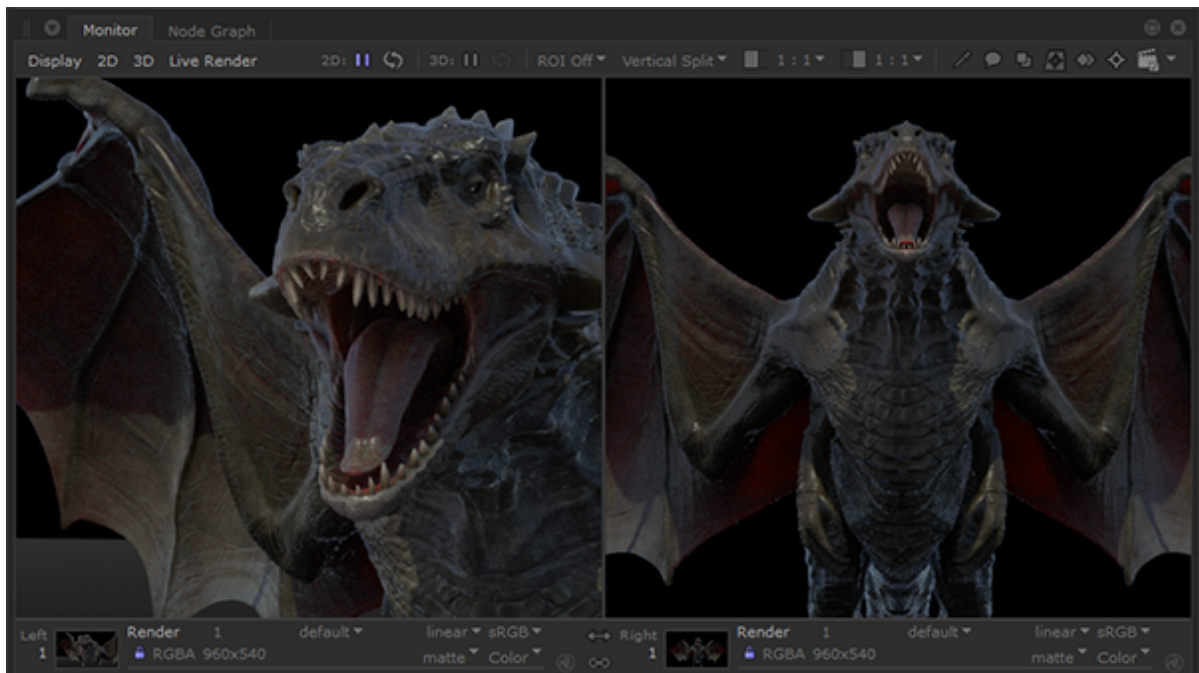 Monitor Node Graph
Display 2D 3D Live Render 2D: 3D: ROI Off Vertical Split 1 : 1 1 : 1
Left Render 1 default linear sRGB Right Render 1 default linear sRGB
1 RGBA 960x540 matte Color 1 RGBA 960x540 matte Color